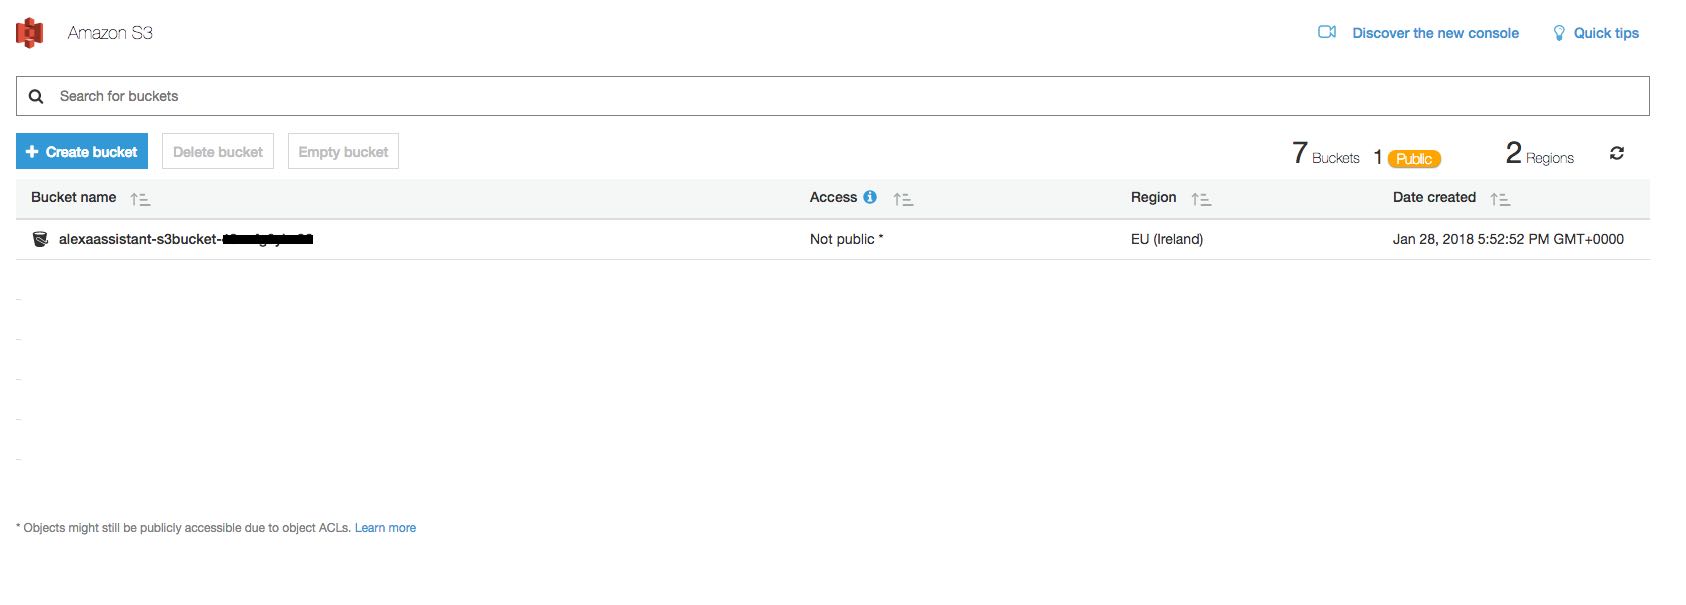 Amazon S3
Discover the new console
Quick tips
Search for buckets
Create bucket
Delete bucket
Empty bucket
7 Buckets 1 Public 2 Regions
Bucket name Access Region Date created
alexaassistant-s3bucket- Not public * EU (Ireland) Jan 28, 2018 5:52:52 PM GMT+0000
* Objects might still be publicly accessible due to object ACLs. Learn more